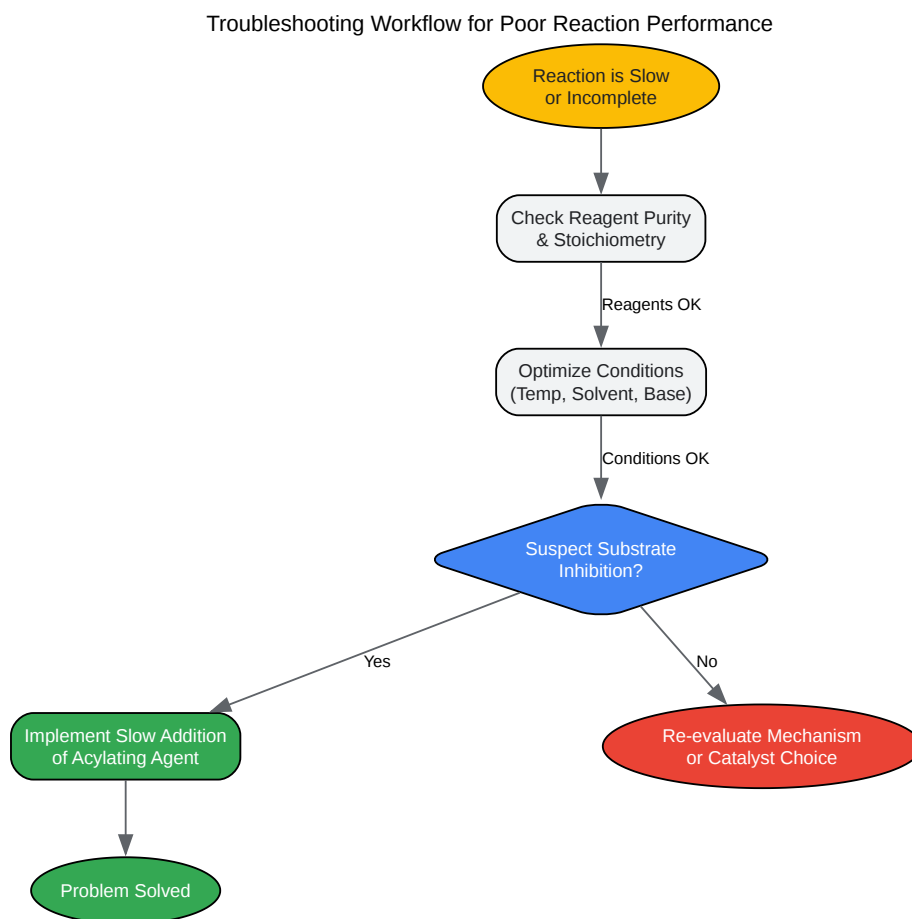 Troubleshooting Workflow for Poor Reaction Performance
Reaction is Slow
or Incomplete
Check Reagent Purity
& Stoichiometry
Reagents OK
Optimize Conditions
(Temp, Solvent, Base)
Conditions OK
Suspect Substrate
Inhibition?
Yes
No
Implement Slow Addition
of Acylating Agent
Re-evaluate Mechanism
or Catalyst Choice
Problem Solved